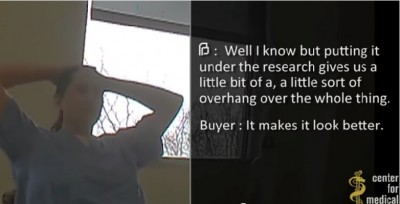 ꟼ : Well I know but putting it
under the research gives us a
little bit of a, a little sort of
overhang over the whole thing.
Buyer : It makes it look better.
center
for
medical